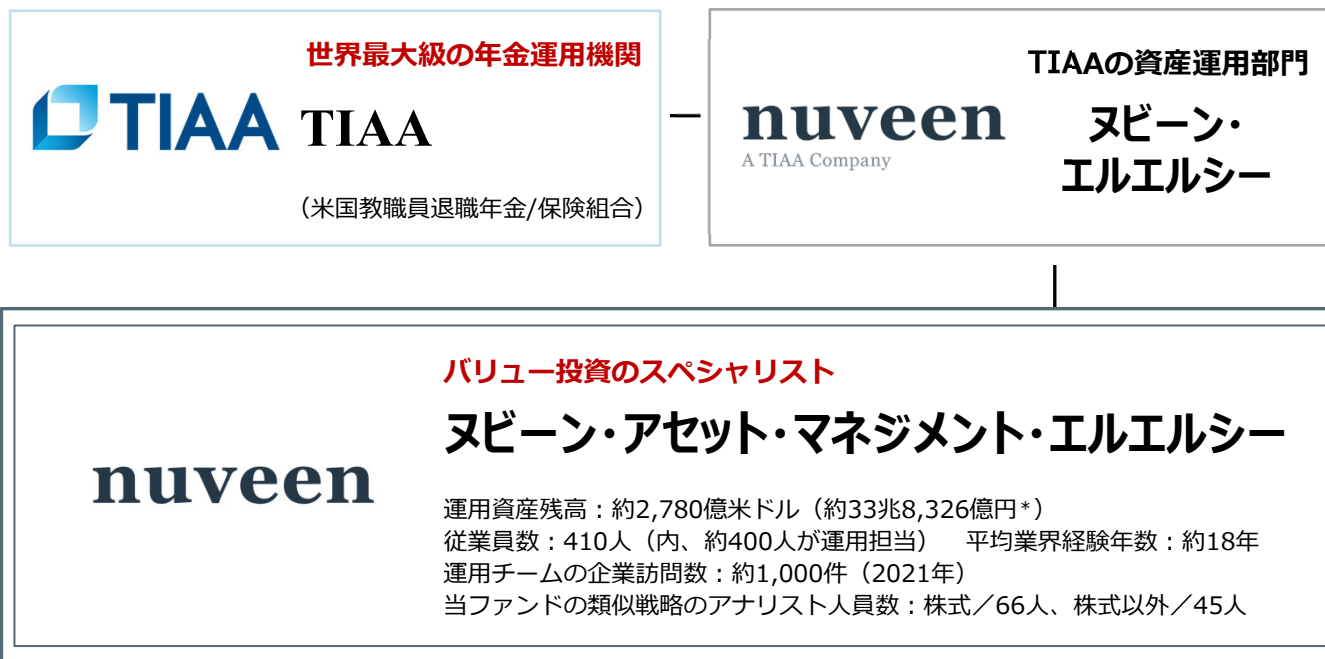 世界最大級の年金運用機関
TIAA TIAA
（米国教職員退職年金/保険組合）
TIAAの資産運用部門
nuveen
A TIAA Company
ヌビーン・
エルエルシー
バリュー投資のスペシャリスト
ヌビーン・アセット・マネジメント・エルエルシー
nuveen
運用資産残高：約2,780億米ドル（約33兆8,326億円*）
従業員数：410人（内、約400人が運用担当）　平均業界経験年数：約18年
運用チームの企業訪問数：約1,000件（2021年）
当ファンドの類似戦略のアナリスト人員数：株式／66人、株式以外／45人